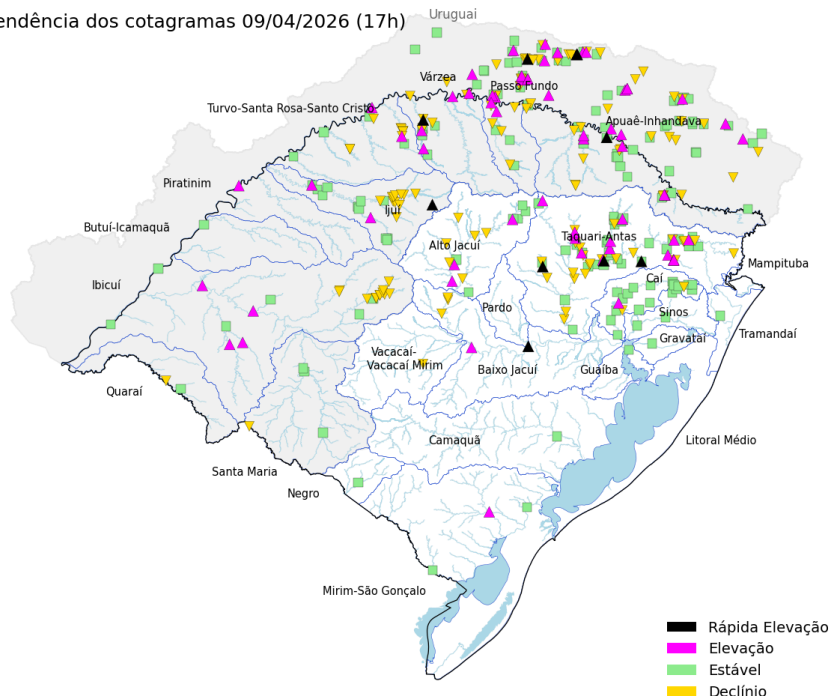 endência dos cotagramas 09/04/2026 (17h)
Uruguai
Várzea
Passo Fundo
Turvo-Santa Rosa-Santo Cristo
Apuaê-Inhandava
Piratinim
Ijuí
Butuí-Icamaquã
Alto Jacuí
Taquari-Antas
Mampituba
Ibicuí
Caí
Pardo
Sinos
Tramandaí
Gravataí
Vacacaí-
Vacacaí Mirim
Baixo Jacuí
Guaíba
Quaraí
Camaquã
Litoral Médio
Santa Maria
Negro
Mirim-São Gonçalo
Rápida Elevação
Elevação
Estável
Declínio